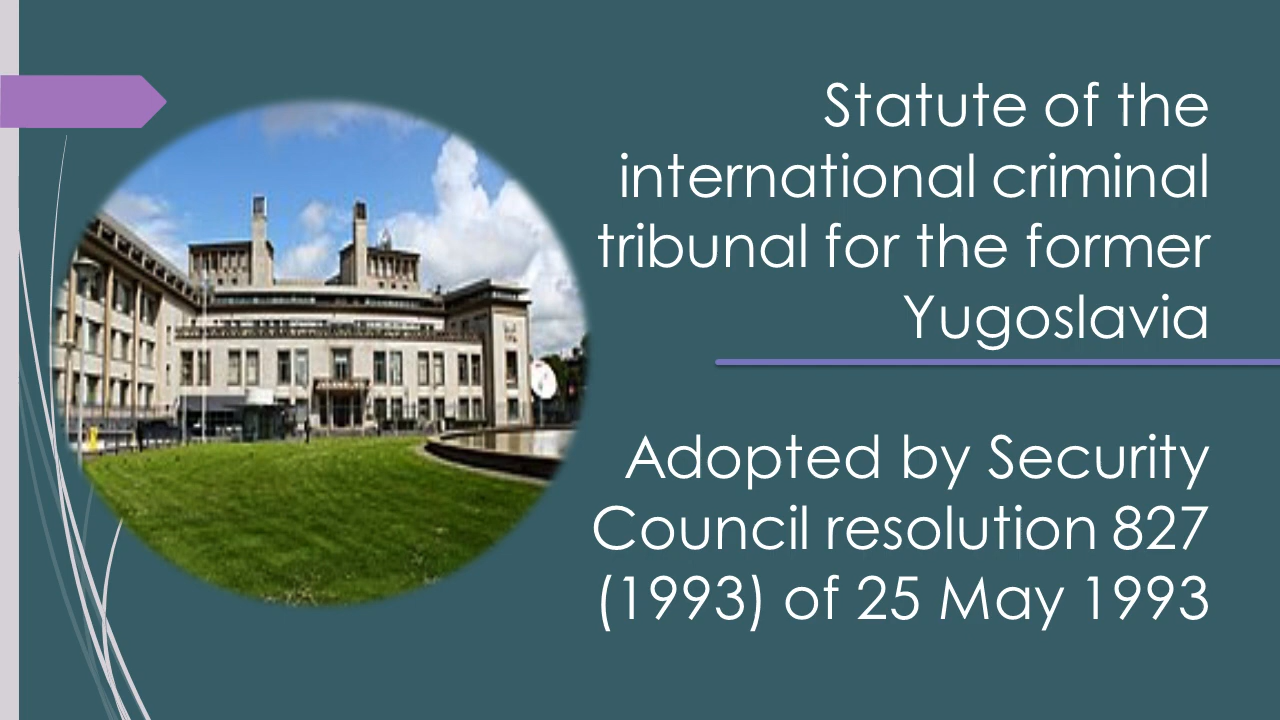 Statute of the
international criminal
tribunal for the former
Yugoslavia
Adopted by Security
Council resolution 827
(1993) of 25 May 1993